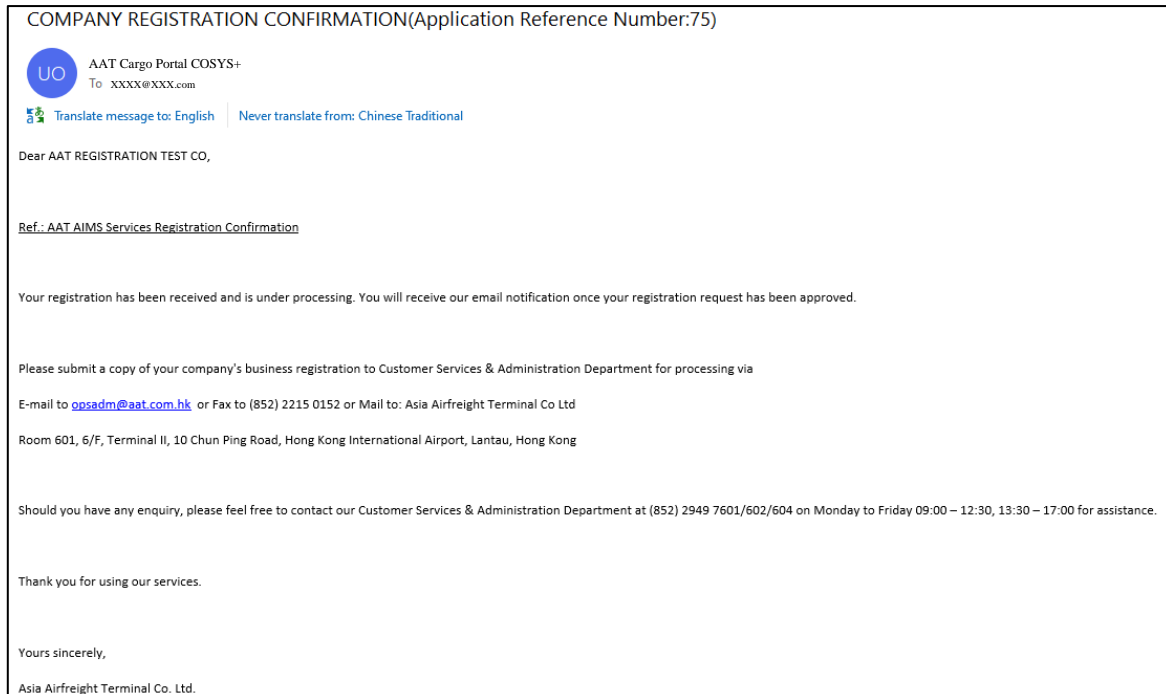 COMPANY REGISTRATION CONFIRMATION(Application Reference Number:75)
UO
AAT Cargo Portal COSYS+
To XXXX@XXX.com
Translate message to: English
Never translate from: Chinese Traditional
Dear AAT REGISTRATION TEST CO,
Ref.: AAT AIMS Services Registration Confirmation
Your registration has been received and is under processing. You will receive our email notification once your registration request has been approved.
Please submit a copy of your company's business registration to Customer Services & Administration Department for processing via
E-mail to opsadm@aat.com.hk or Fax to (852) 2215 0152 or Mail to: Asia Airfreight Terminal Co Ltd
Room 601, 6/F, Terminal II, 10 Chun Ping Road, Hong Kong International Airport, Lantau, Hong Kong
Should you have any enquiry, please feel free to contact our Customer Services & Administration Department at (852) 2949 7601/602/604 on Monday to Friday 09:00 – 12:30, 13:30 – 17:00 for assistance.
Thank you for using our services.
Yours sincerely,
Asia Airfreight Terminal Co. Ltd.